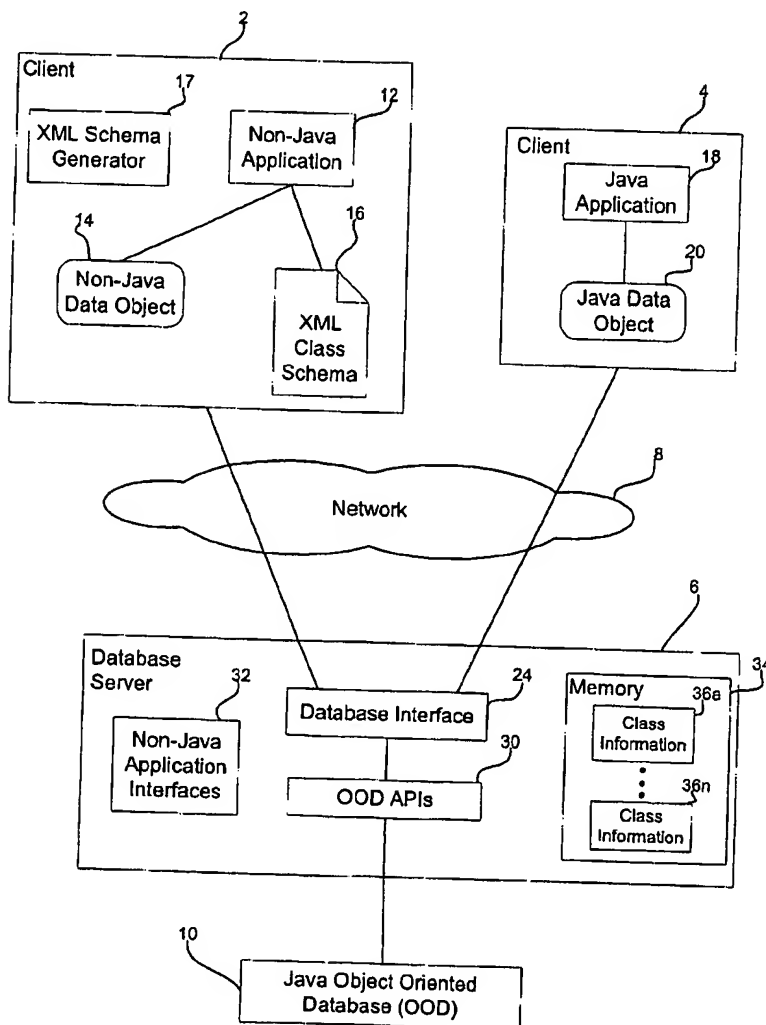 2
Client
17
12
XML Schema
Generator
Non-Java
Application
14
16
Non-Java
Data Object
XML
Class
Schema
4
Client
18
Java
Application
20
Java Data
Object
8
Network
6
Database
Server
32
Non-Java
Application
Interfaces
24
Database Interface
30
OOD APIs
34
Memory
36a
Class
Information
36n
Class
Information
10
Java Object Oriented
Database (OOD)